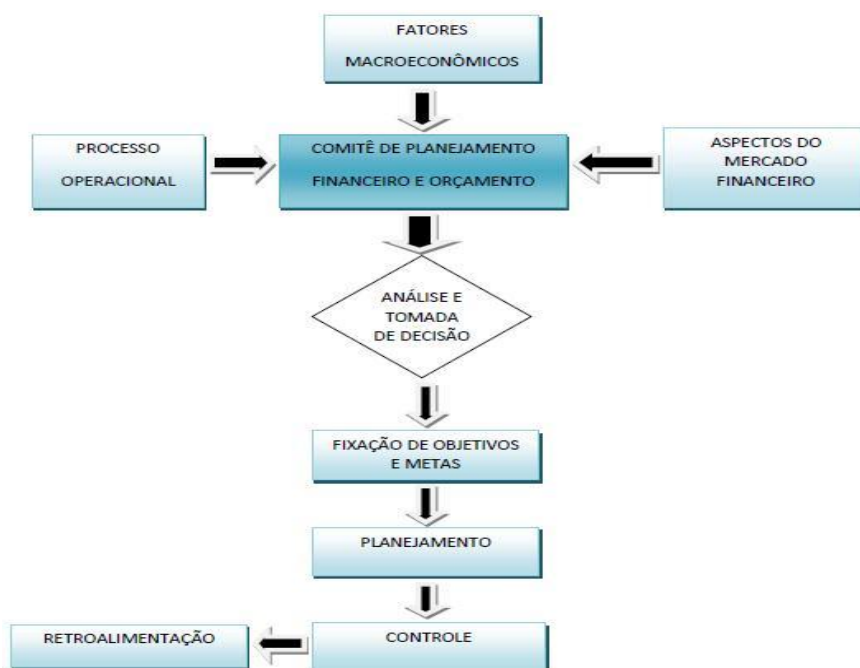 FATORES
MACROECONÔMICOS
PROCESSO
OPERACIONAL
COMITÊ DE PLANEJAMENTO
FINANCEIRO E ORÇAMENTO
ASPECTOS DO
MERCADO
FINANCEIRO
ANÁLISE E
TOMADA
DE DECISÃO
FIXAÇÃO DE OBJETIVOS
E METAS
PLANEJAMENTO
RETROALIMENTAÇÃO
CONTROLE